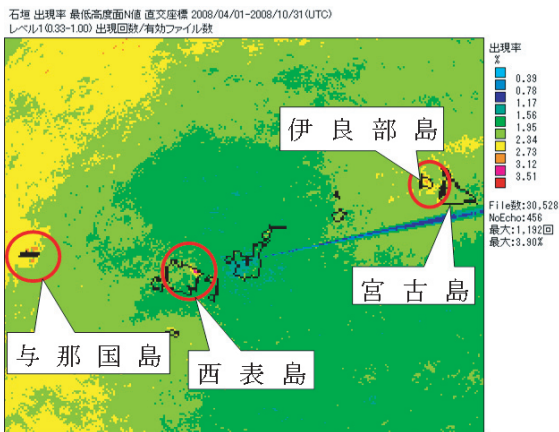 石垣 出現率 最低高度面N値 直交座標 2008/04/01-2008/10/31(UTC)
レベル1(0.33-1.00) 出現回数/有効ファイル数
出現率
%
0.39
0.78
1.17
1.56
1.95
2.34
2.73
3.12
3.51
File数:30,528
NoEcho:456
最大:1,192回
最大:3.90%
伊良部島
宮古島
与那国島
西表島